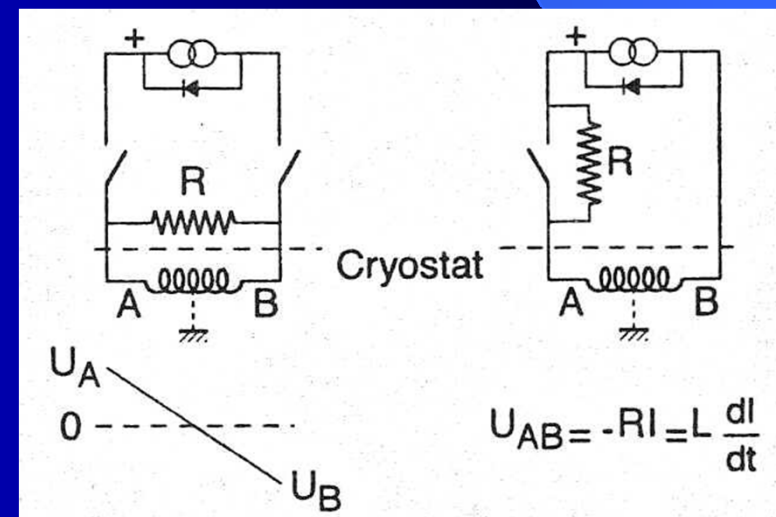 +
R
A B
U_A
0
U_B
Cryostat
+
R
A B
U_AB = -RI = L dI/dt